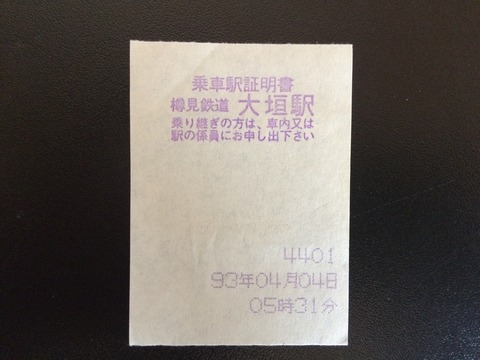 乗車駅証明書
樽見鉄道 大垣駅
乗り継ぎの方は、車内又は
駅の係員にお申し出下さい
4401
93年04月04日
05時31分